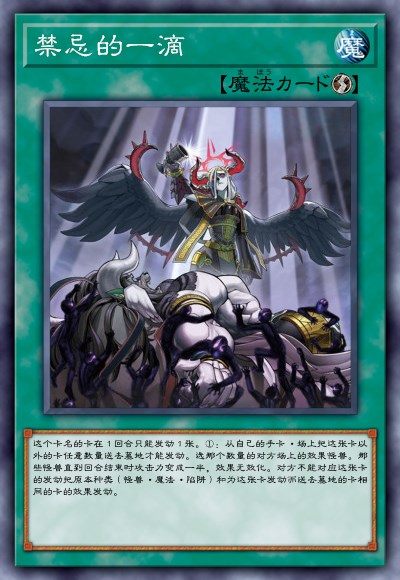 禁忌的一滴
魔
【魔法カード】
まほう
这个卡名的卡在1回合只能发动1张。①：从自己的手卡・场上把这张卡以
外的卡任意数量送去墓地才能发动。选那个数量的对方场上的效果怪兽。那
些怪兽直到回合结束时攻击力变成一半，效果无效化。对方不能对应这张卡
的发动把原本种类（怪兽・魔法・陷阱）和为这张卡发动而送去墓地的卡相
同的卡的效果发动。